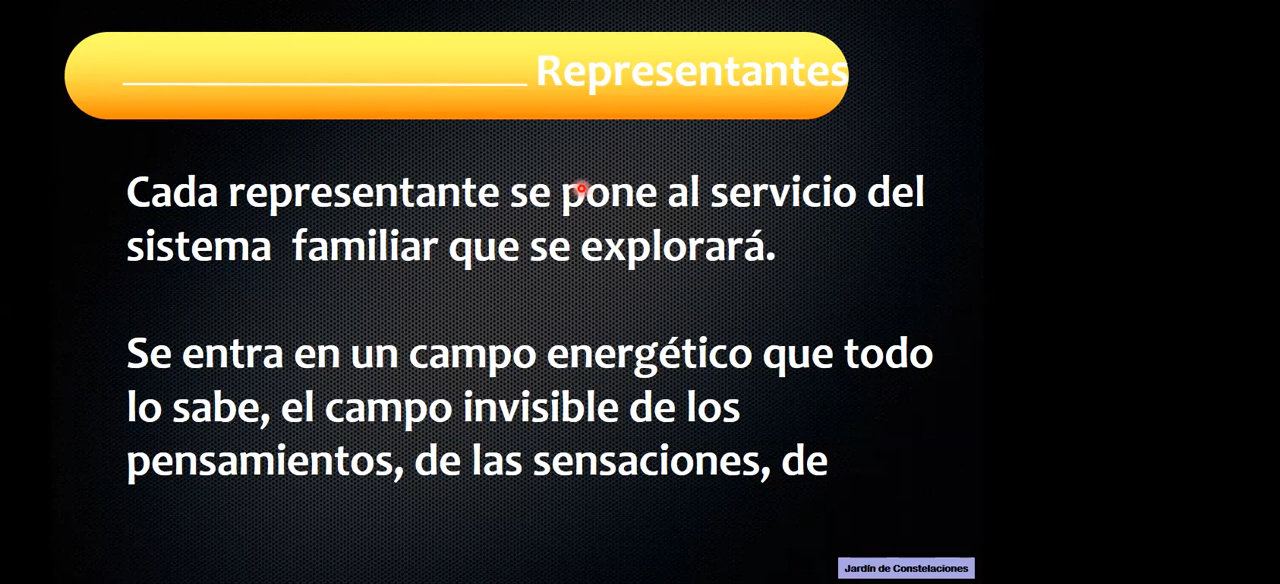 Representantes
Cada representante se pone al servicio del
sistema familiar que se explorará.
Se entra en un campo energético que todo
lo sabe, el campo invisible de los
pensamientos, de las sensaciones, de
Jardín de Constelaciones